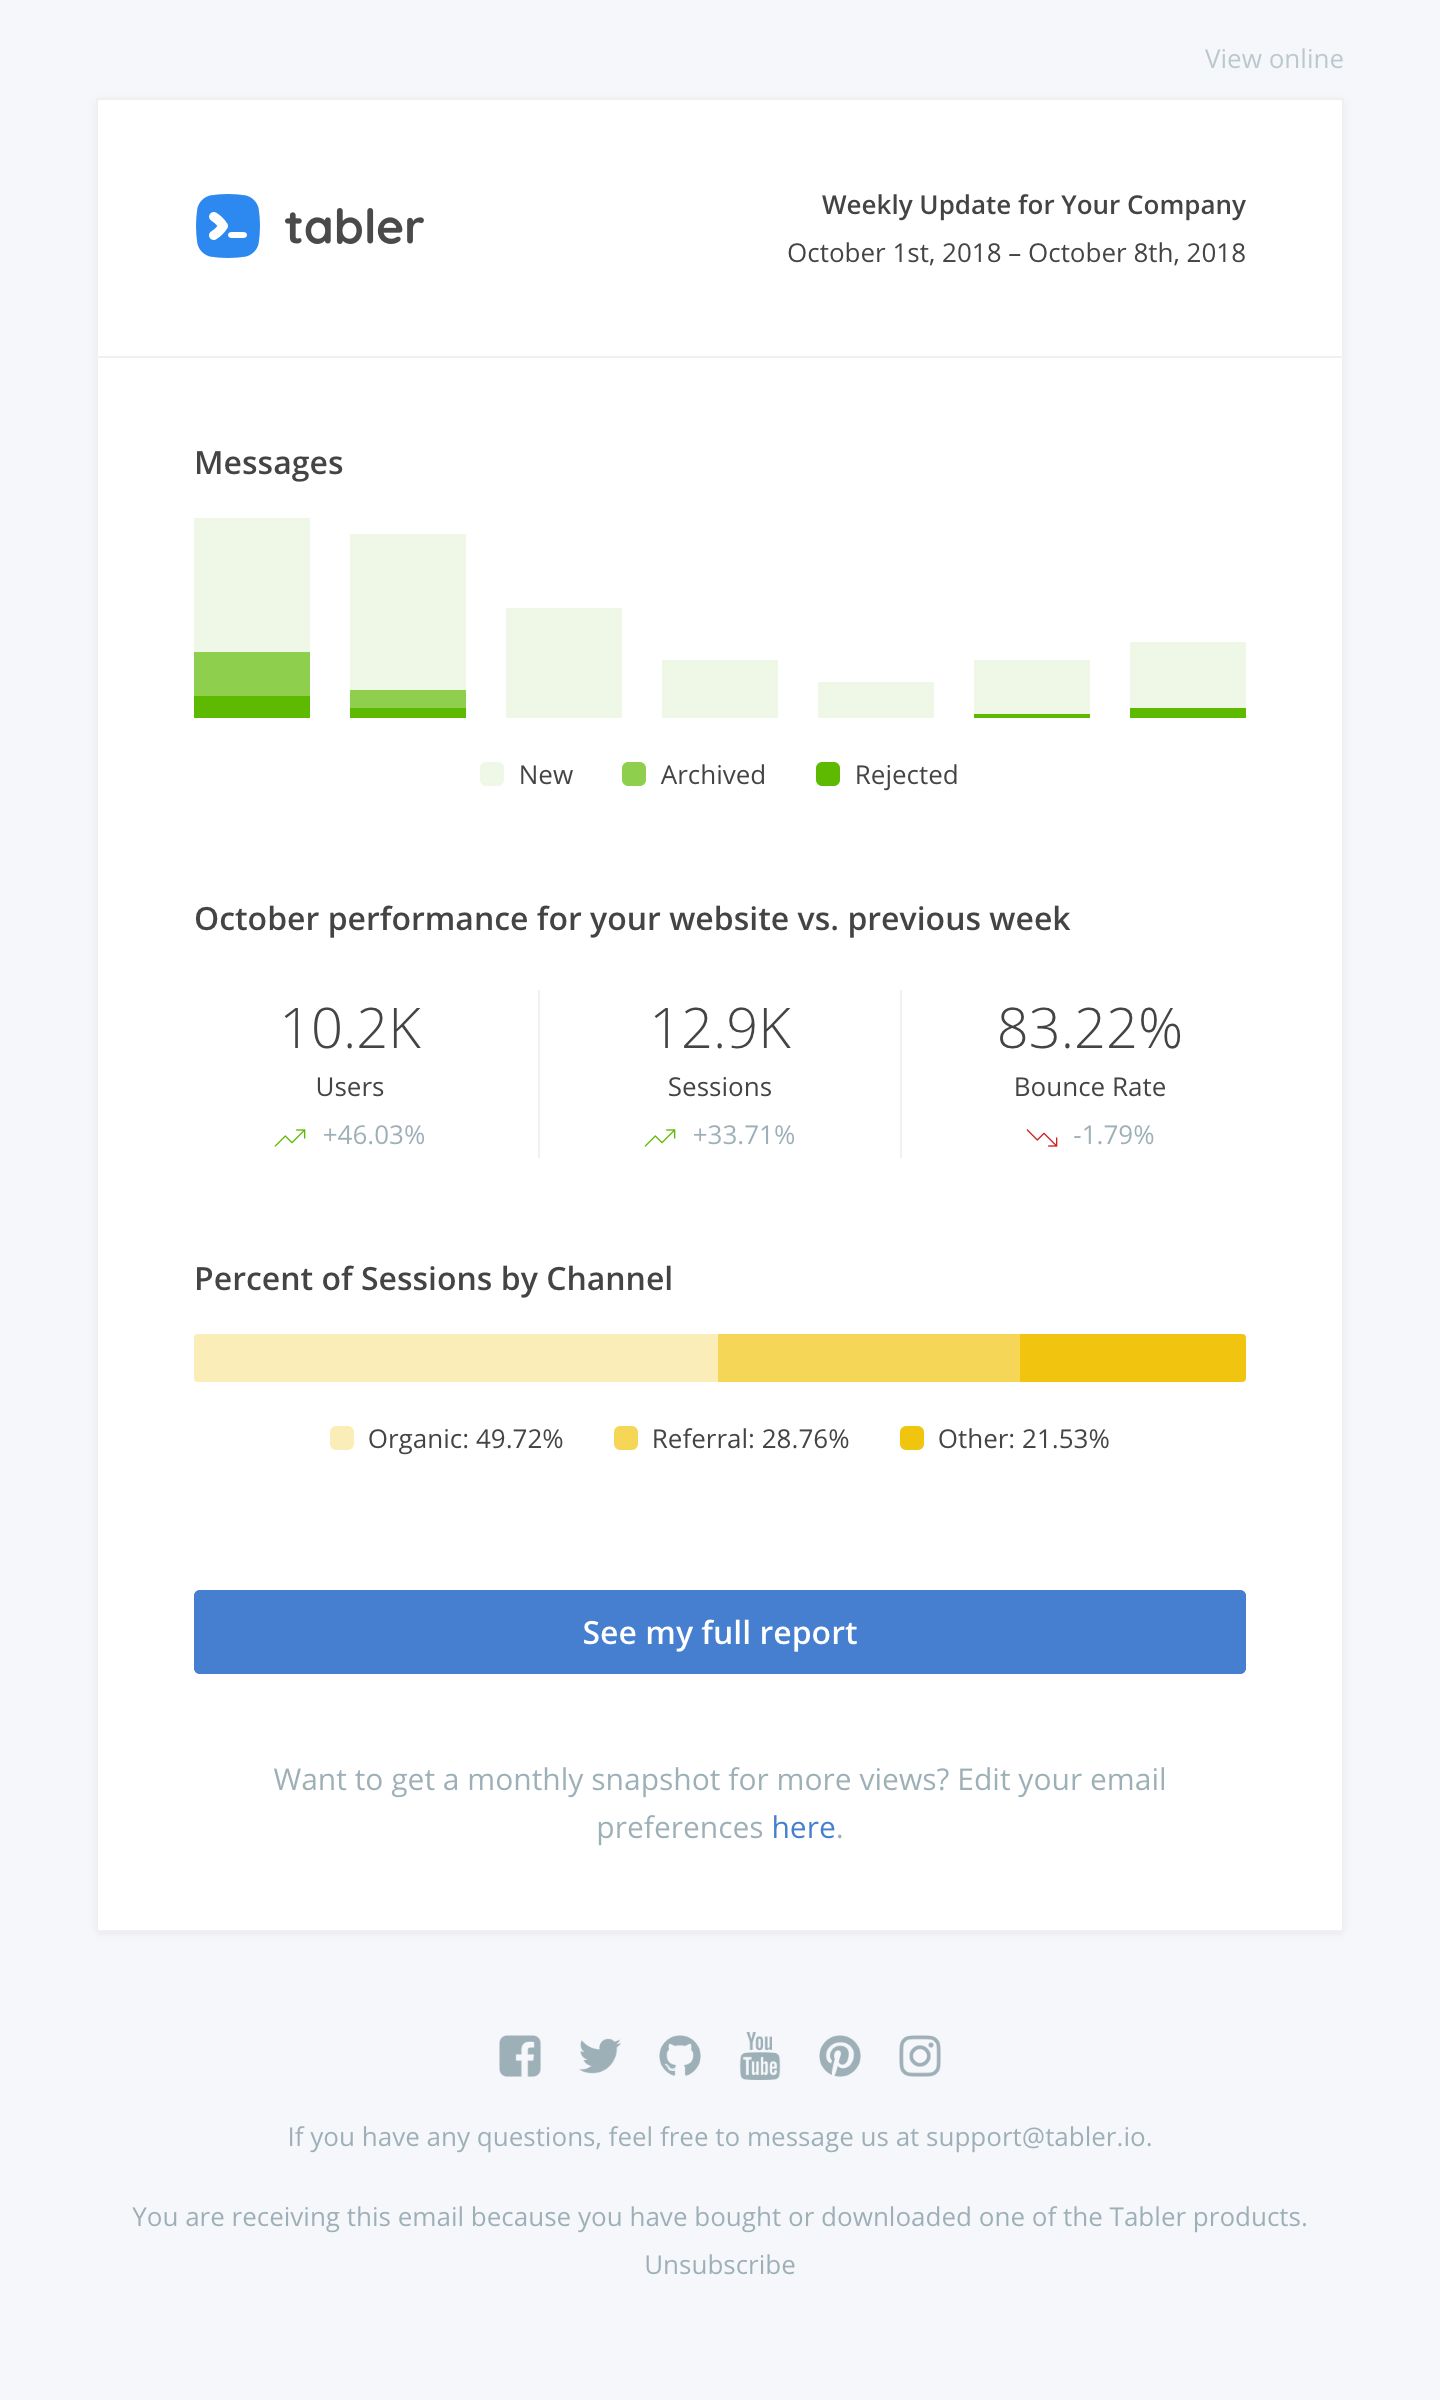 View online
tabler
Weekly Update for Your Company
October 1st, 2018 – October 8th, 2018
Messages
New Archived Rejected
October performance for your website vs. previous week
10.2K 12.9K 83.22%
Users Sessions Bounce Rate
+46.03% +33.71% -1.79%
Percent of Sessions by Channel
Organic: 49.72% Referral: 28.76% Other: 21.53%
See my full report
Want to get a monthly snapshot for more views? Edit your email
preferences here.
You
Tube
If you have any questions, feel free to message us at support@tabler.io.
You are receiving this email because you have bought or downloaded one of the Tabler products.
Unsubscribe